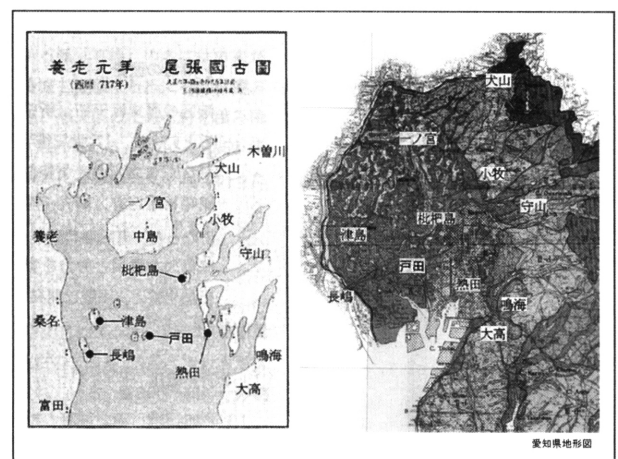 養老元年 尾張國古圖
(西暦 717年)
木曽川
犬山
一ノ宮
小牧
養老
中島
守山
枇杷島
桑名
津島
戸田
長嶋
鳴海
熱田
大高
富田
犬山
一ノ宮
小牧
守山
枇杷島
津島
戸田
熱田
長嶋
鳴海
大高
愛知県地形図